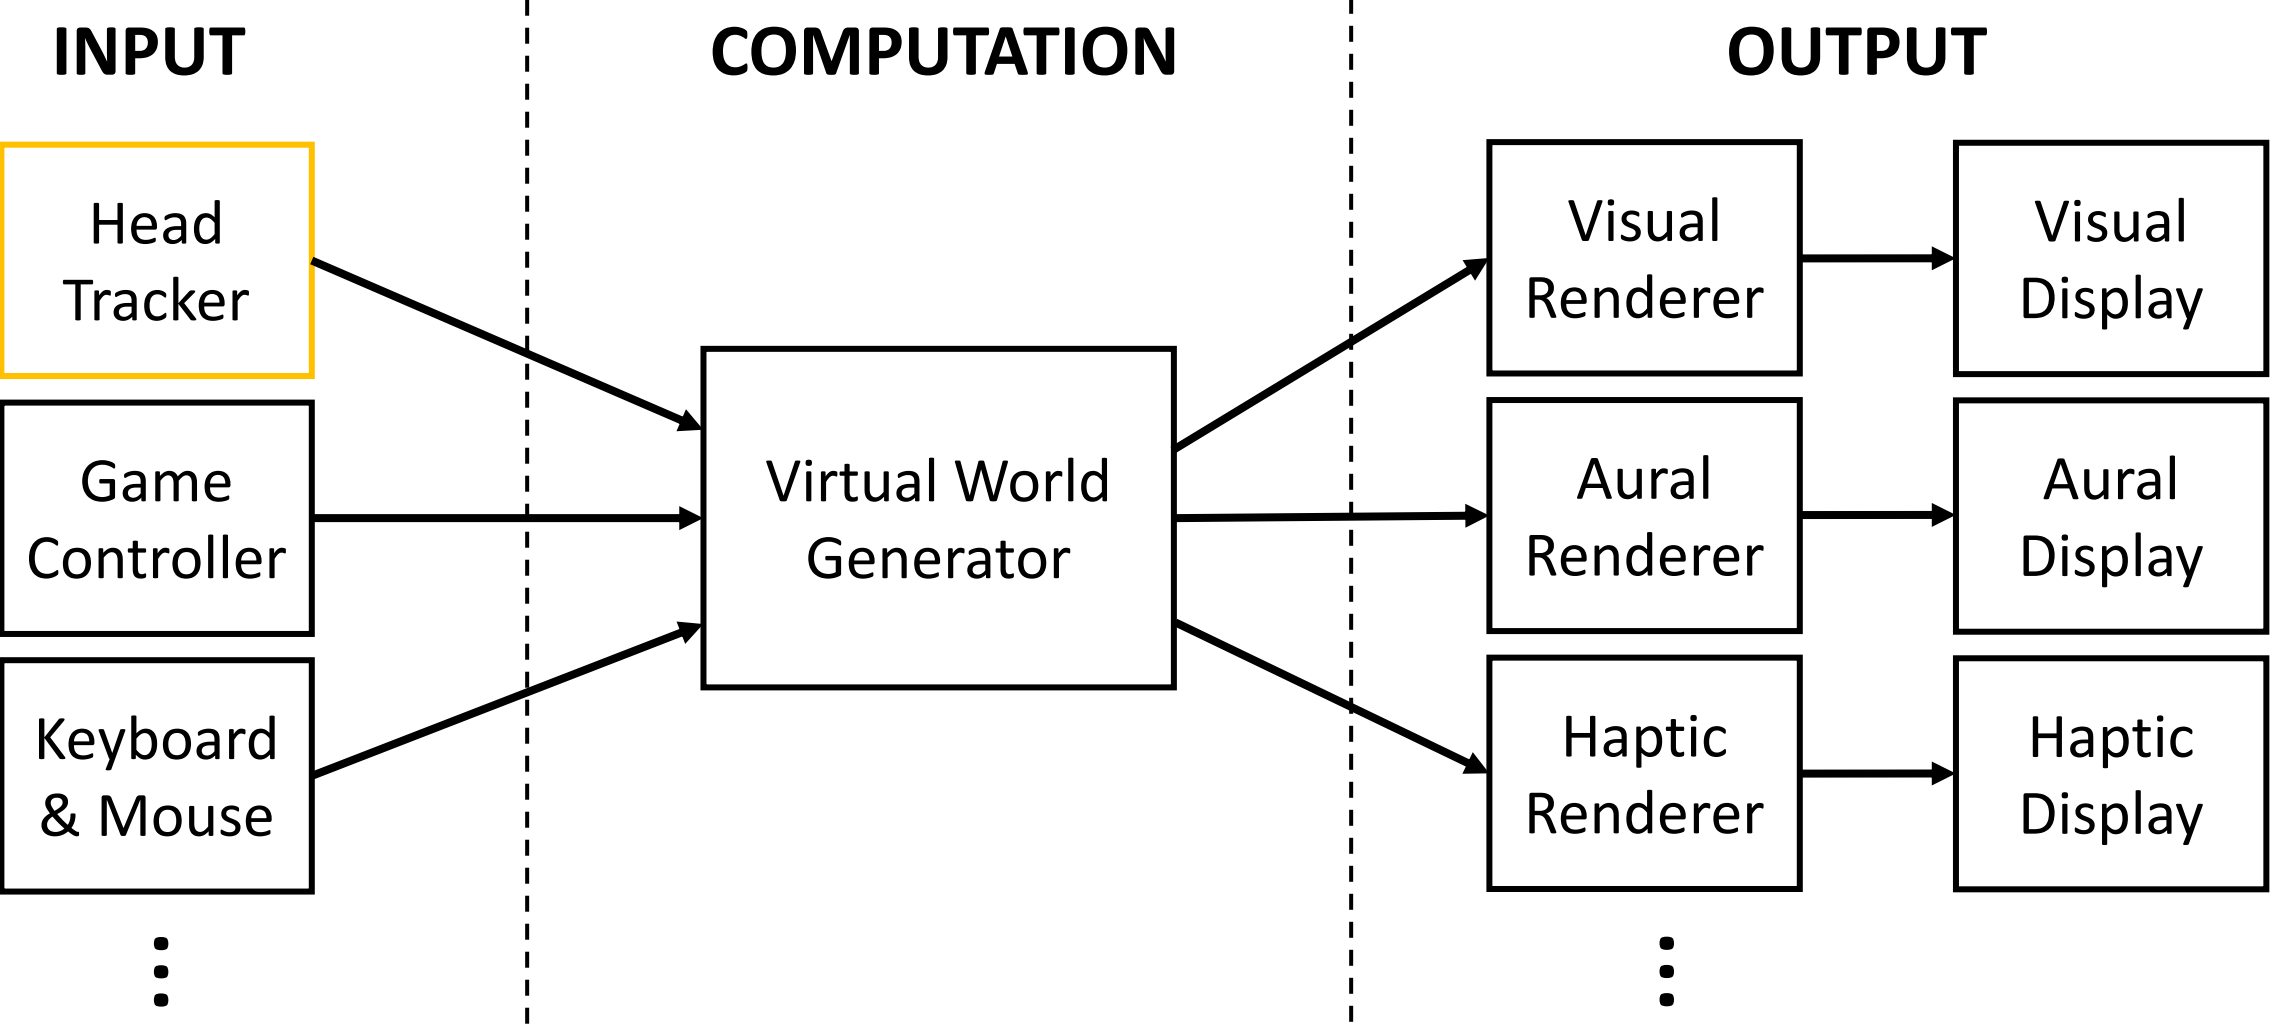 INPUT
COMPUTATION
OUTPUT
Head
Tracker
Game
Controller
Keyboard
& Mouse
Virtual World
Generator
Visual
Renderer
Visual
Display
Aural
Renderer
Aural
Display
Haptic
Renderer
Haptic
Display